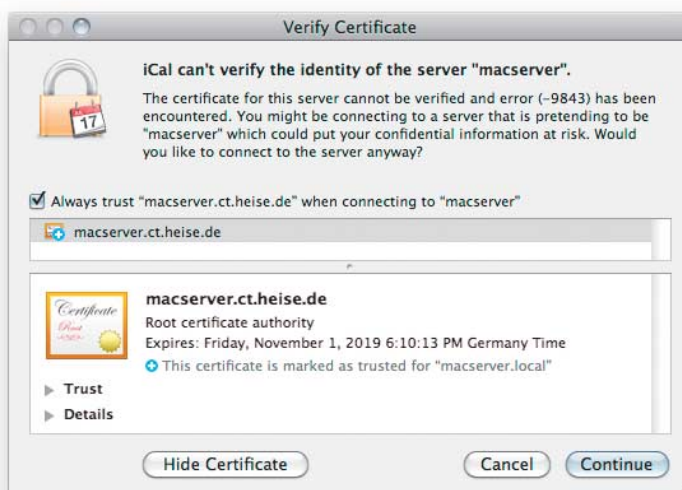 Verify Certificate
17
iCal can't verify the identity of the server "macserver".
The certificate for this server cannot be verified and error (–9843) has been
encountered. You might be connecting to a server that is pretending to be
"macserver" which could put your confidential information at risk. Would
you like to connect to the server anyway?
Always trust "macserver.ct.heise.de" when connecting to "macserver"
macserver.ct.heise.de
Certificate
Root
macserver.ct.heise.de
Root certificate authority
Expires: Friday, November 1, 2019 6:10:13 PM Germany Time
This certificate is marked as trusted for "macserver.local"
Trust
Details
Hide Certificate
Cancel
Continue